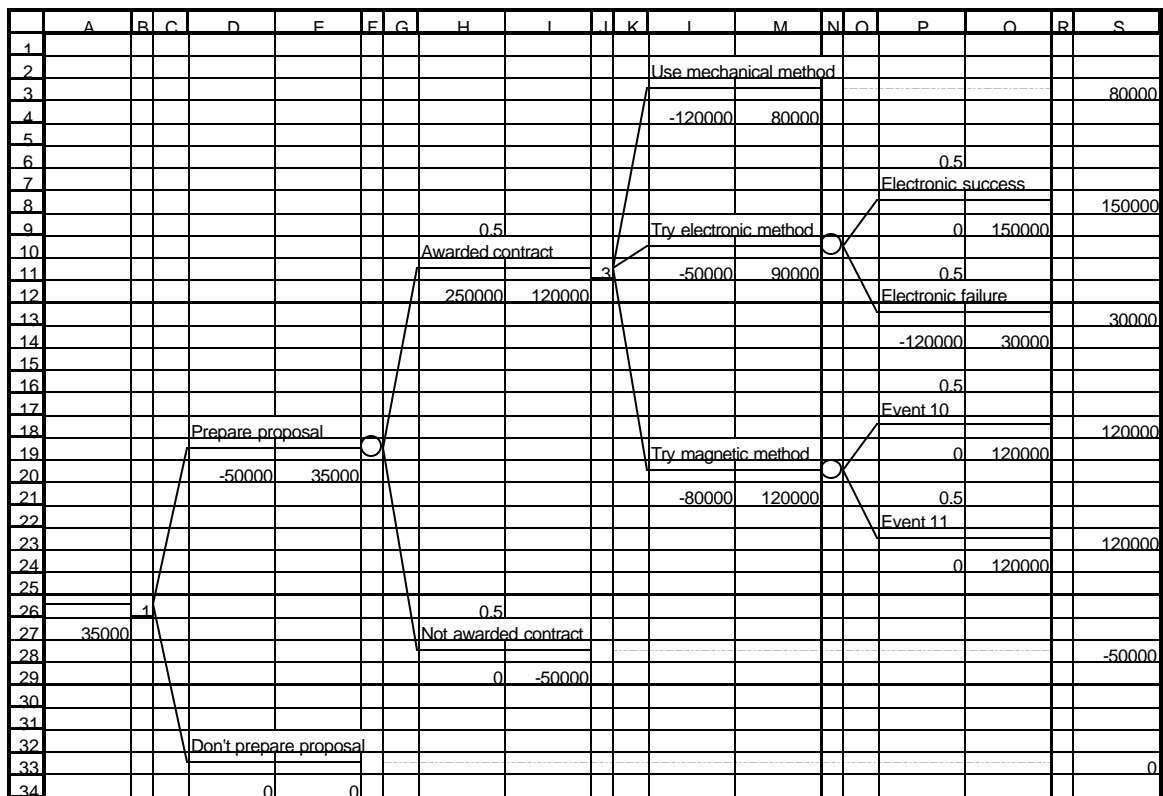 A B C D E F G H I J K L M N O P Q R S
1
2 Use mechanical method
3 80000
4 -120000 80000
5
6 0.5
7 Electronic success
8 150000
9 0.5 Try electronic method 0 150000
10 Awarded contract
11 3 -50000 90000 0.5
12 250000 120000 Electronic failure
13 30000
14 -120000 30000
15
16 0.5
17 Event 10
18 Prepare proposal 120000
19 Try magnetic method 0 120000
20 -50000 35000
21 -80000 120000 0.5
22 Event 11
23 120000
24 0 120000
25
26 1 0.5
27 35000 Not awarded contract
28 -50000
29 0 -50000
30
31
32 Don't prepare proposal
33 0
34 0 0